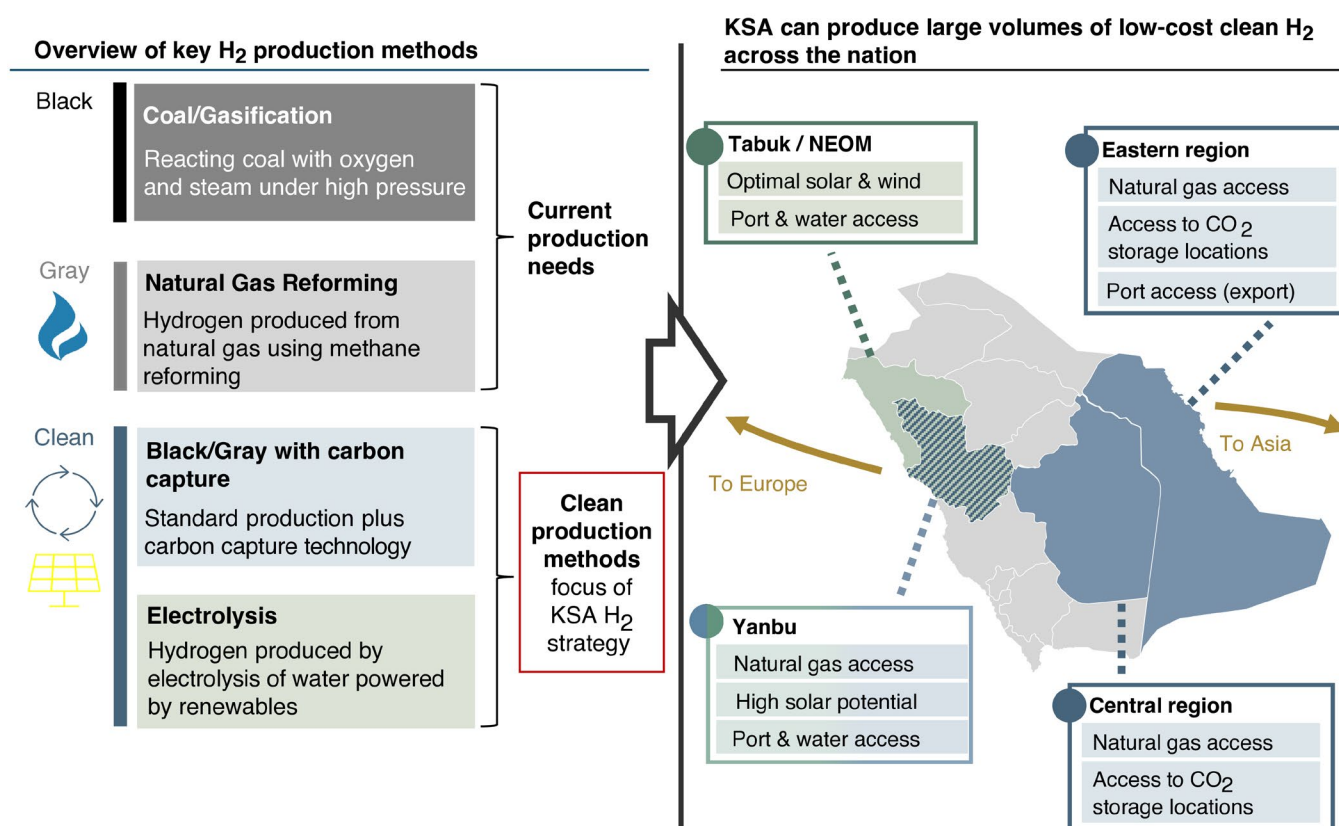 Overview of key H2 production methods
Black
Coal/Gasification
Reacting coal with oxygen
and steam under high pressure
Gray
Natural Gas Reforming
Hydrogen produced from
natural gas using methane
reforming
Current
production
needs
Clean
Black/Gray with carbon
capture
Standard production plus
carbon capture technology
Electrolysis
Hydrogen produced by
electrolysis of water powered
by renewables
Clean
production
methods
focus of
KSA H2
strategy
KSA can produce large volumes of low-cost clean H2
across the nation
Tabuk / NEOM
Optimal solar & wind
Port & water access
Eastern region
Natural gas access
Access to CO2
storage locations
Port access (export)
To Europe
To Asia
Yanbu
Natural gas access
High solar potential
Port & water access
Central region
Natural gas access
Access to CO2
storage locations